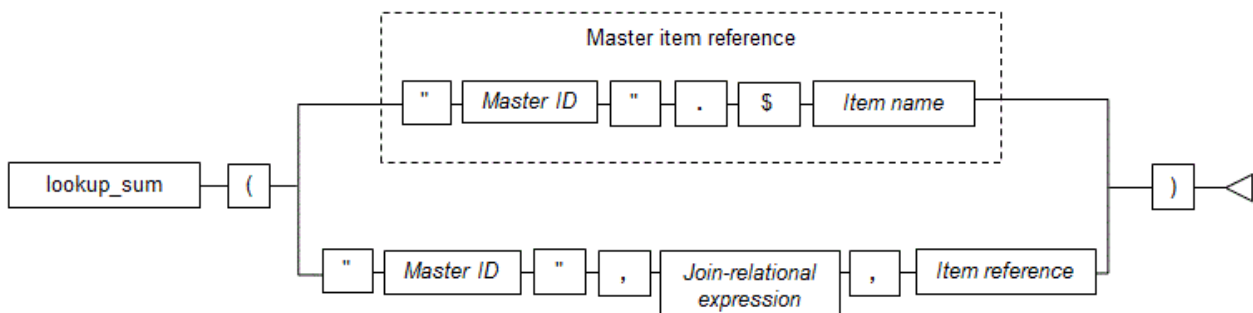 Master item reference
" Master ID " . $ Item name
lookup_sum ( )
" Master ID " , Join-relational expression , Item reference